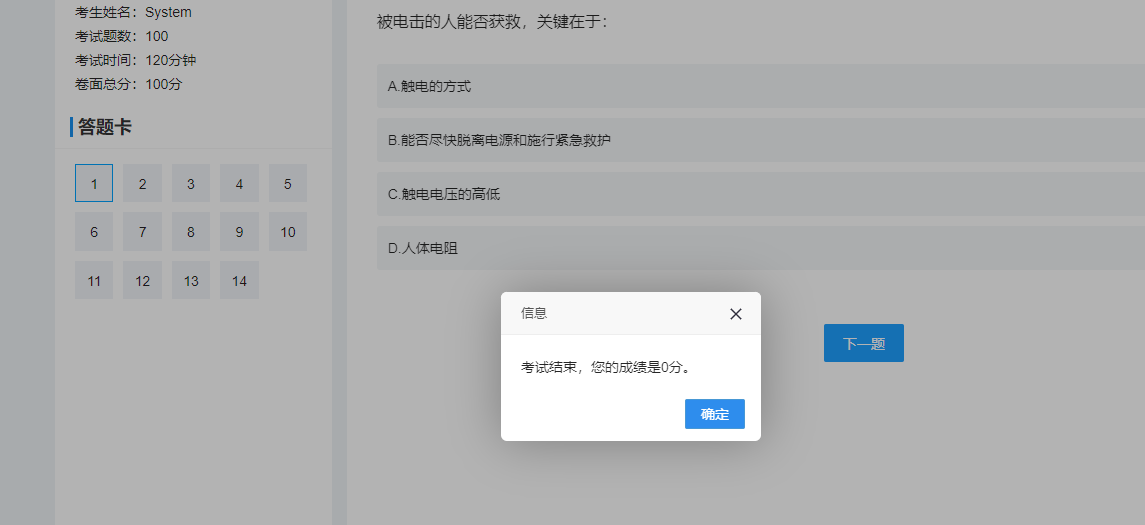 考生姓名：System
考试题数：100
考试时间：120分钟
卷面总分：100分
答题卡
1 2 3 4 5
6 7 8 9 10
11 12 13 14
被电击的人能否获救，关键在于：
A.触电的方式
B.能否尽快脱离电源和施行紧急救护
C.触电电压的高低
D.人体电阻
下一题
信息
考试结束，您的成绩是0分。
确定